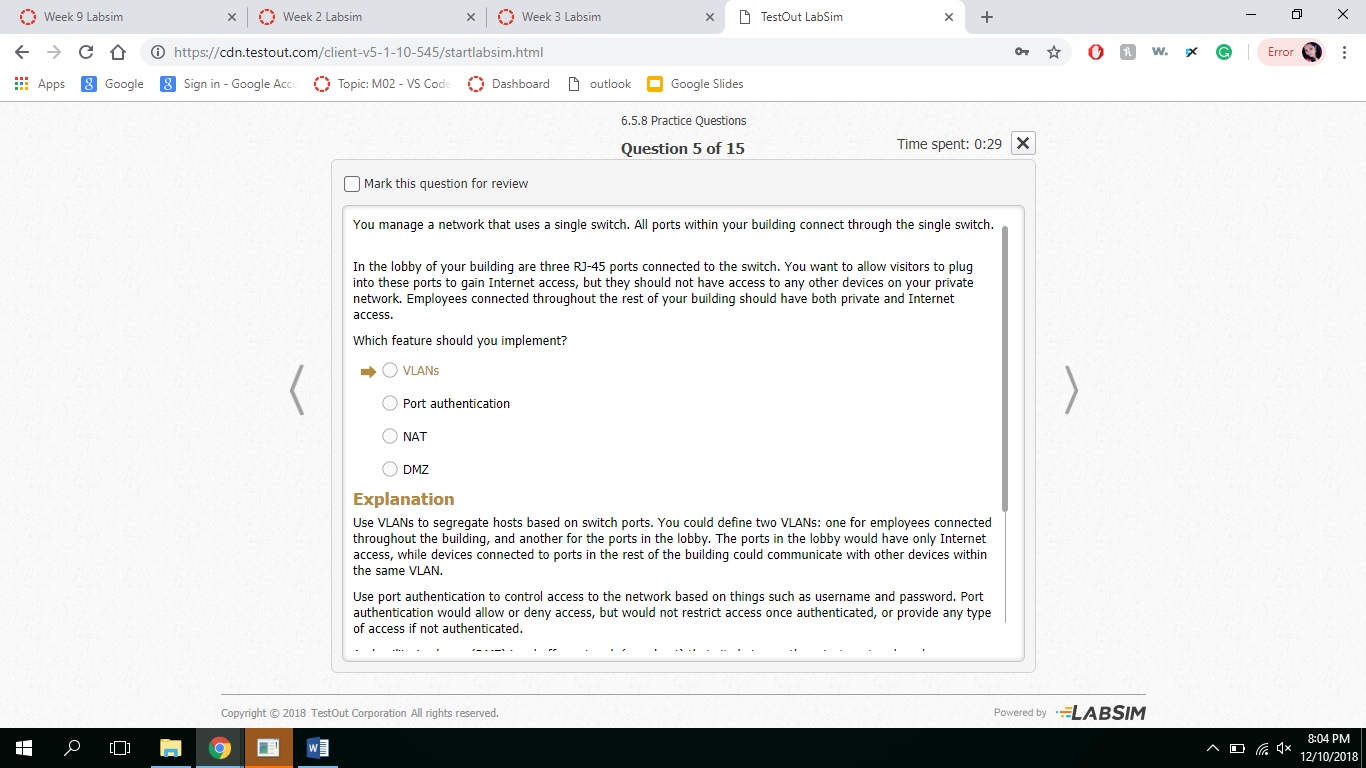 Week 9 Labsim
Week 2 Labsim
Week 3 Labsim
TestOut LabSim
https://cdn.testout.com/client-v5-1-10-545/startlabsim.html
Error
Apps
Google
Sign in - Google Acco
Topic: M02 - VS Code
Dashboard
outlook
Google Slides
6.5.8 Practice Questions
Question 5 of 15
Time spent: 0:29
Mark this question for review
You manage a network that uses a single switch. All ports within your building connect through the single switch.
In the lobby of your building are three RJ-45 ports connected to the switch. You want to allow visitors to plug
into these ports to gain Internet access, but they should not have access to any other devices on your private
network. Employees connected throughout the rest of your building should have both private and Internet
access.
Which feature should you implement?
VLANs
Port authentication
NAT
DMZ
Explanation
Use VLANs to segregate hosts based on switch ports. You could define two VLANs: one for employees connected
throughout the building, and another for the ports in the lobby. The ports in the lobby would have only Internet
access, while devices connected to ports in the rest of the building could communicate with other devices within
the same VLAN.
Use port authentication to control access to the network based on things such as username and password. Port
authentication would allow or deny access, but would not restrict access once authenticated, or provide any type
of access if not authenticated.
Copyright © 2018 TestOut Corporation All rights reserved.
Powered by LABSIM
8:04 PM
12/10/2018